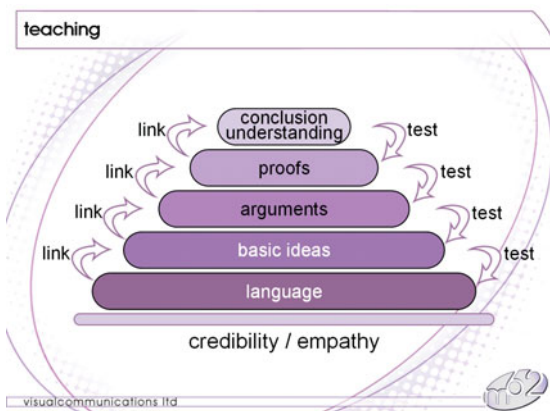 teaching
conclusion
understanding
link
test
proofs
link
test
arguments
link
test
basic ideas
link
test
language
credibility / empathy
visualcommunications ltd
m62